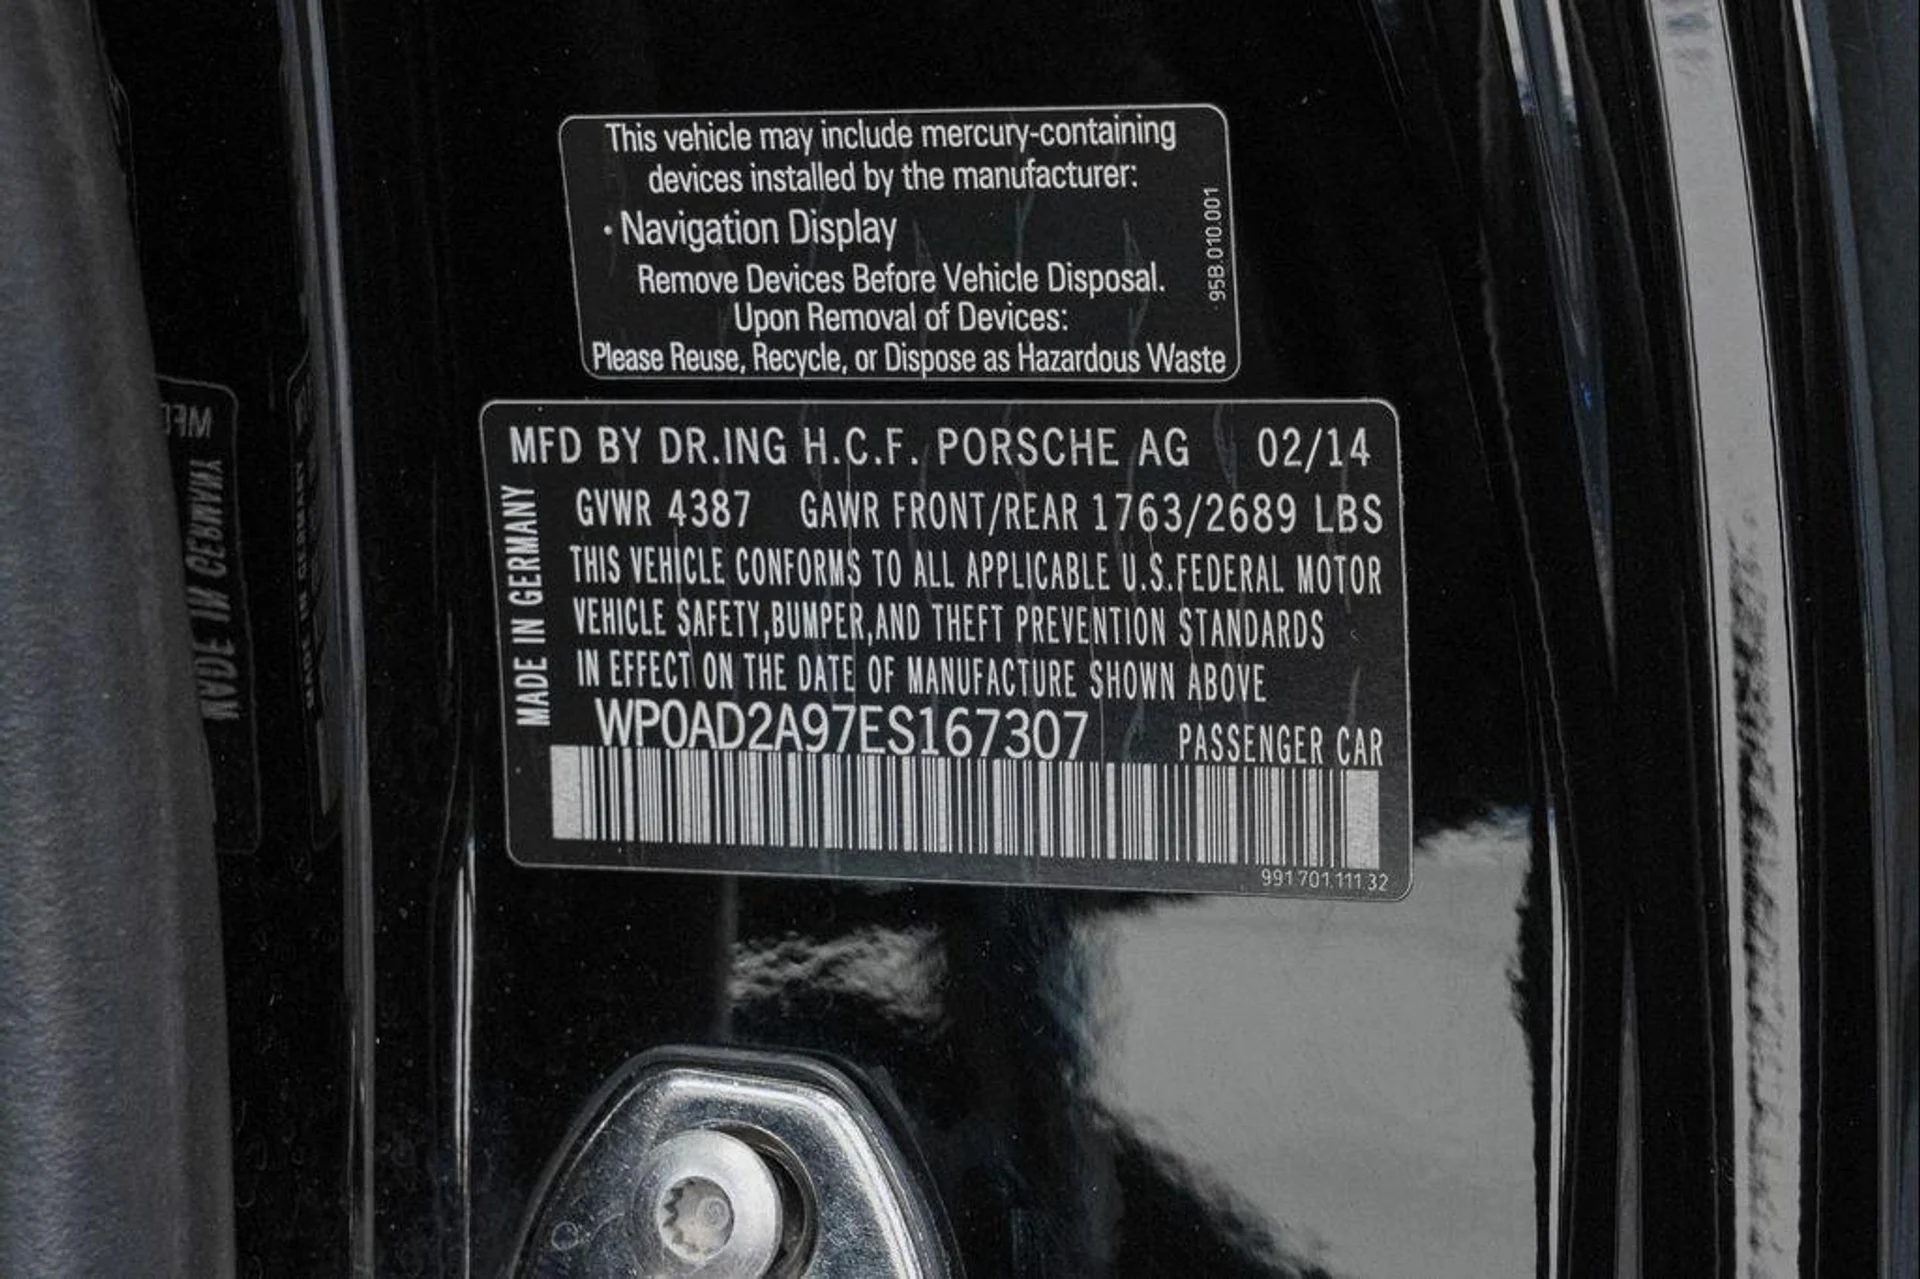 This vehicle may include mercury-containing
devices installed by the manufacturer:
· Navigation Display
Remove Devices Before Vehicle Disposal.
Upon Removal of Devices:
Please Reuse, Recycle, or Dispose as Hazardous Waste
95B.010.001
MFD BY DR.ING H.C.F. PORSCHE AG 02/14
GVWR 4387 GAWR FRONT/REAR 1763/2689 LBS
THIS VEHICLE CONFORMS TO ALL APPLICABLE U.S.FEDERAL MOTOR
VEHICLE SAFETY,BUMPER,AND THEFT PREVENTION STANDARDS
IN EFFECT ON THE DATE OF MANUFACTURE SHOWN ABOVE
MADE IN GERMANY
WP0AD2A97ES167307 PASSENGER CAR
991 701.111 32
MFD
MADE IN GERMANY